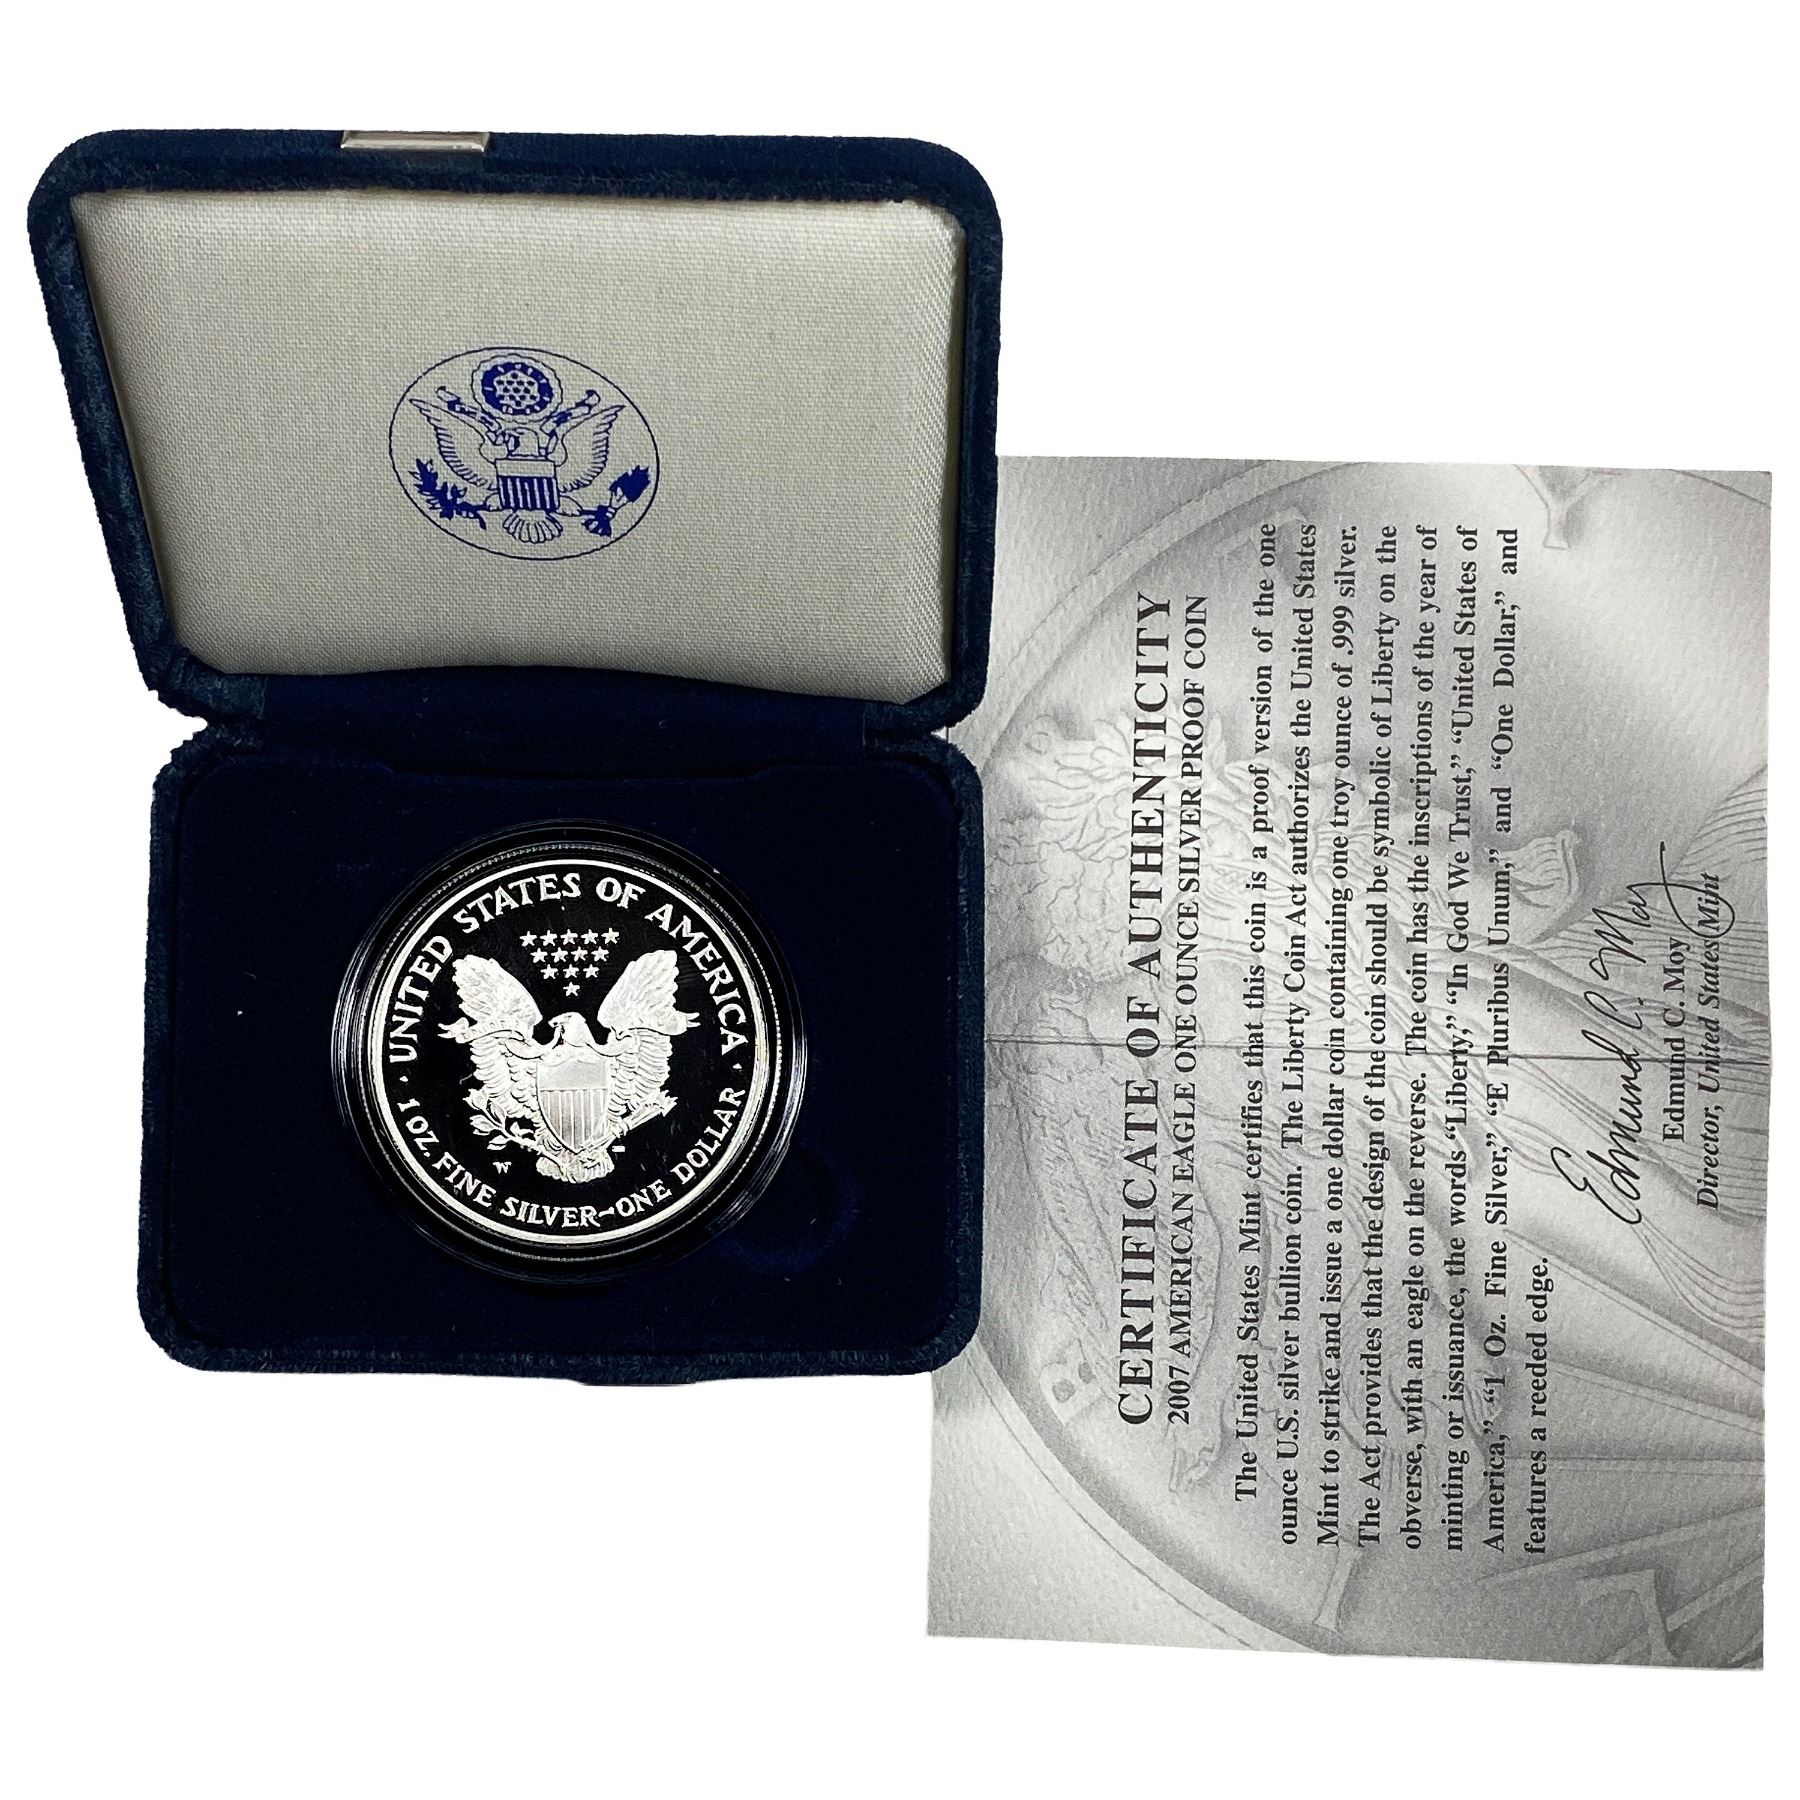 UNITED STATES OF AMERICA
1 OZ. FINE SILVER~ONE DOLLAR
W
CERTIFICATE OF AUTHENTICITY
2007 AMERICAN EAGLE ONE OUNCE SILVER PROOF COIN
The United States Mint certifies that this coin is a proof version of the one
ounce U.S. silver bullion coin. The Liberty Coin Act authorizes the United States
Mint to strike and issue a one dollar coin containing one troy ounce of .999 silver.
The Act provides that the design of the coin should be symbolic of Liberty on the
obverse, with an eagle on the reverse. The coin has the inscriptions of the year of
minting or issuance, the words “Liberty,” “In God We Trust,” “United States of
America,” “1 Oz. Fine Silver,” “E Pluribus Unum,” and “One Dollar,” and
features a reeded edge.
Edmund C. Moy
Edmund C. Moy
Director, United States Mint